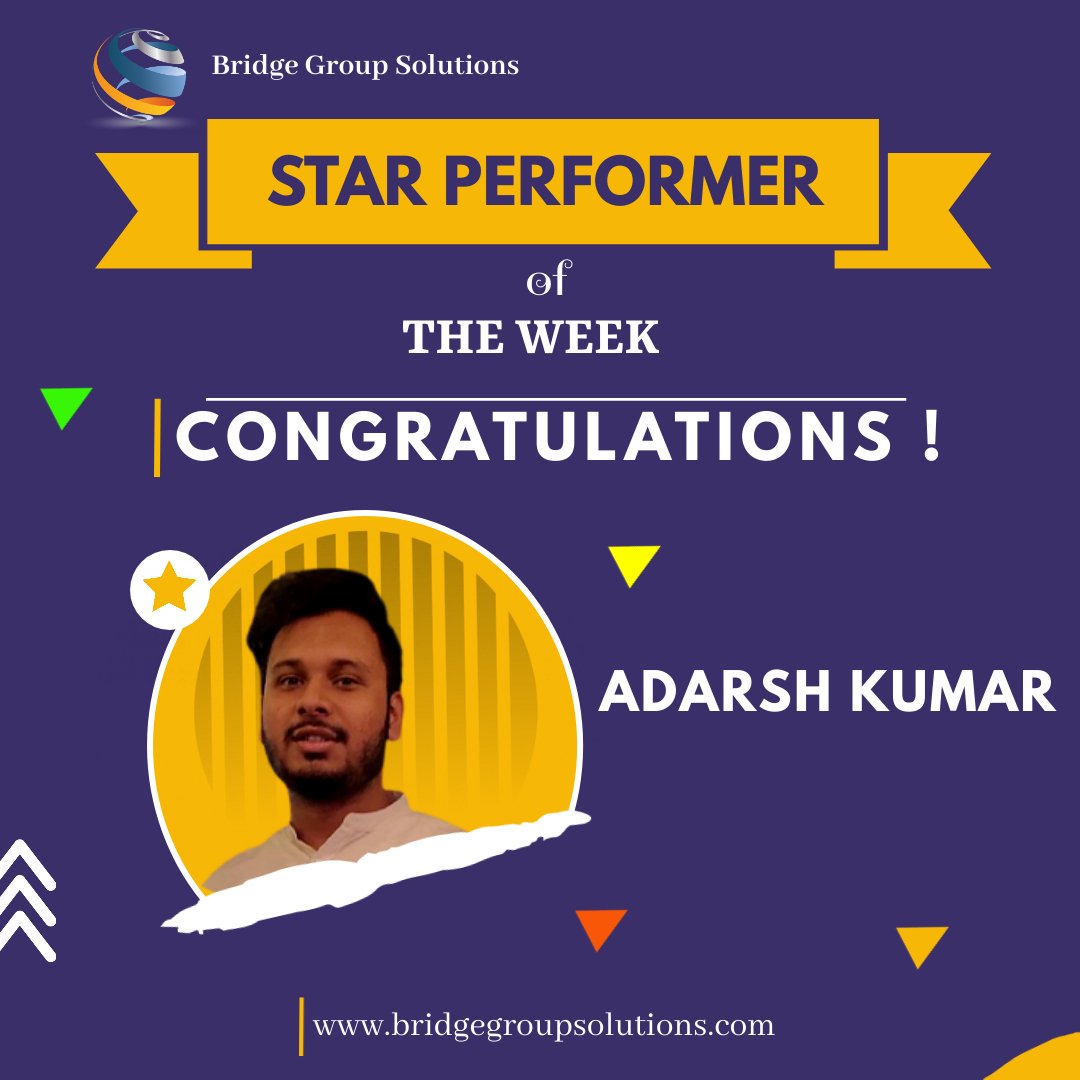 Bridge Group Solutions
STAR PERFORMER
of
THE WEEK
CONGRATULATIONS !
ADARSH KUMAR
www.bridgegroupsolutions.com